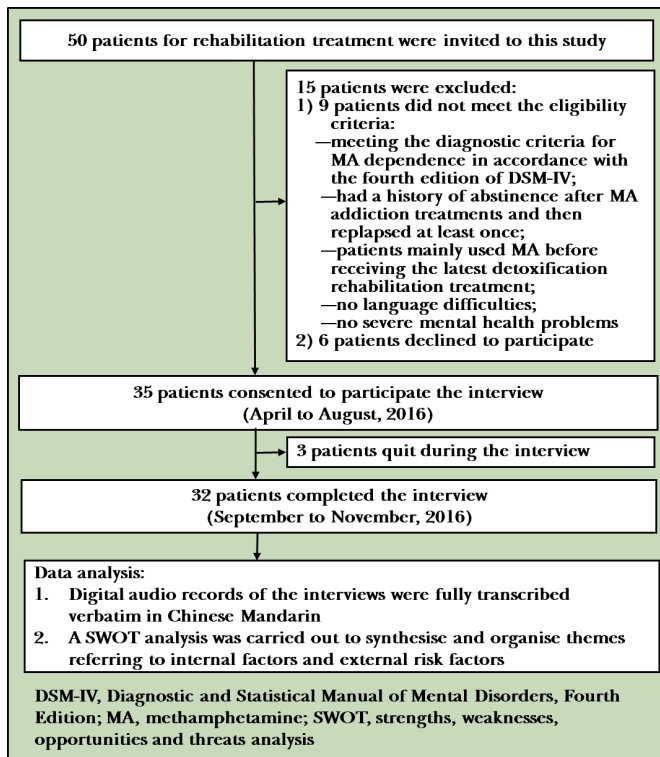 50 patients for rehabilitation treatment were invited to this study
15 patients were excluded:
1) 9 patients did not meet the eligibility
criteria:
—meeting the diagnostic criteria for
MA dependence in accordance with
the fourth edition of DSM-IV;
—had a history of abstinence after MA
addiction treatments and then
replapsed at least once;
—patients mainly used MA before
receiving the latest detoxification
rehabilitation treatment;
—no language difficulties;
—no severe mental health problems
2) 6 patients declined to participate
35 patients consented to participate the interview
(April to August, 2016)
3 patients quit during the interview
32 patients completed the interview
(September to November, 2016)
Data analysis:
1. Digital audio records of the interviews were fully transcribed
verbatim in Chinese Mandarin
2. A SWOT analysis was carried out to synthesise and organise themes
referring to internal factors and external risk factors
DSM-IV, Diagnostic and Statistical Manual of Mental Disorders, Fourth
Edition; MA, methamphetamine; SWOT, strengths, weaknesses,
opportunities and threats analysis